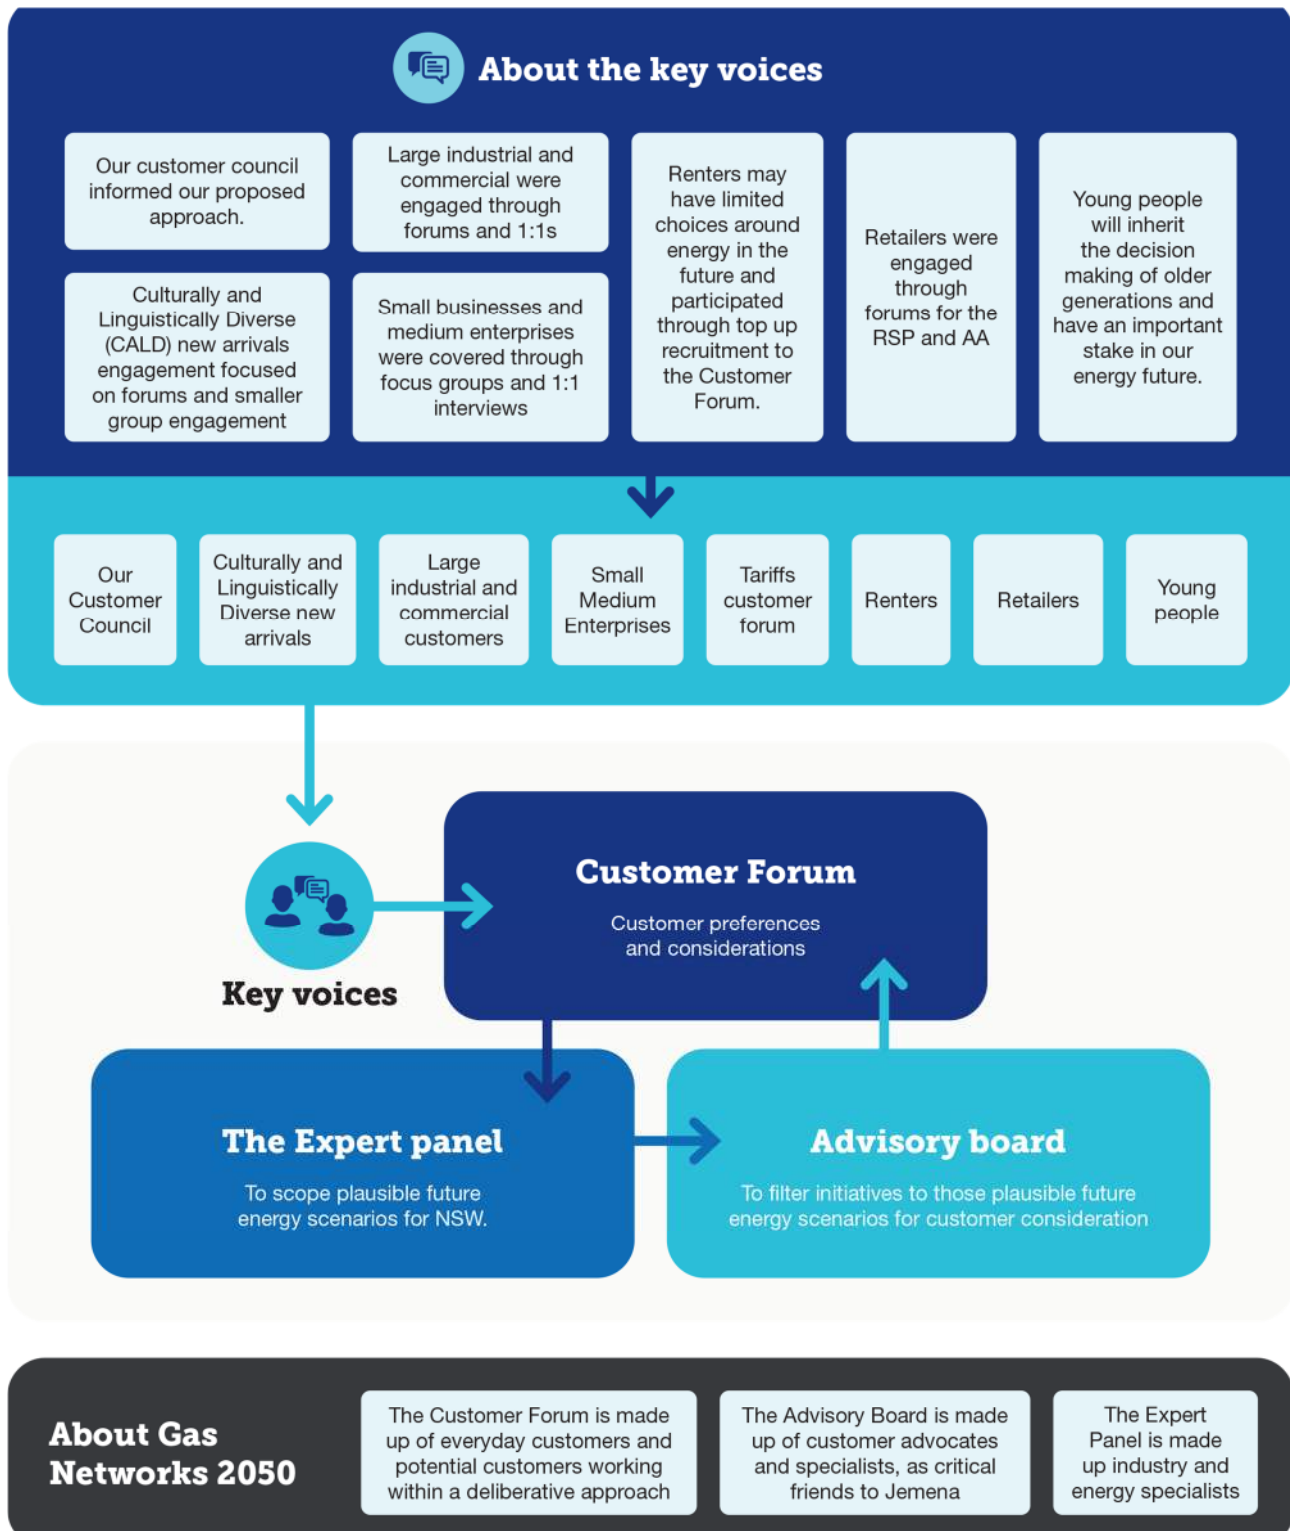 About the key voices
Our customer council
informed our proposed
approach.
Culturally and
Linguistically Diverse
(CALD) new arrivals
engagement focused
on forums and smaller
group engagement
Large industrial and
commercial were
engaged through
forums and 1:1s
Small businesses and
medium enterprises
were covered through
focus groups and 1:1
interviews
Renters may
have limited
choices around
energy in the
future and
participated
through top up
recruitment to
the Customer
Forum.
Retailers were
engaged
through
forums for the
RSP and AA
Young people
will inherit
the decision
making of older
generations and
have an important
stake in our
energy future.
Our
Customer
Council
Culturally and
Linguistically
Diverse new
arrivals
Large
industrial and
commercial
customers
Small
Medium
Enterprises
Tariffs
customer
forum
Renters
Retailers
Young
people
Key voices
Customer Forum
Customer preferences
and considerations
The Expert panel
To scope plausible future
energy scenarios for NSW.
Advisory board
To filter initiatives to those plausible future
energy scenarios for customer consideration
About Gas
Networks 2050
The Customer Forum is made
up of everyday customers and
potential customers working
within a deliberative approach
The Advisory Board is made
up of customer advocates
and specialists, as critical
friends to Jemena
The Expert
Panel is made
up industry and
energy specialists